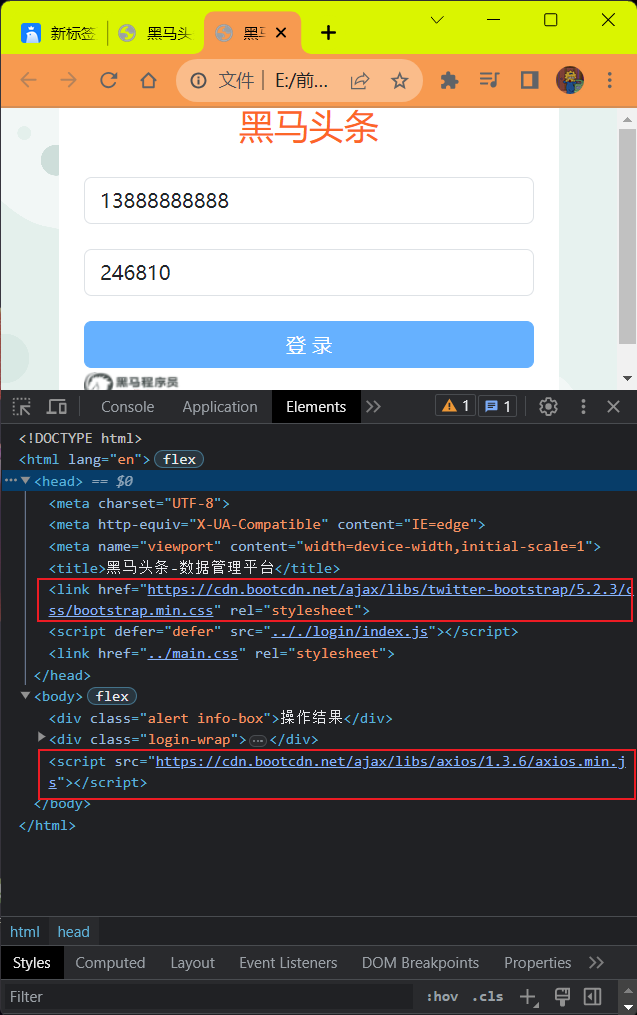 新标签
黑马头
黑马
文件 | E:/前...
黑马头条
13888888888
246810
登 录
黑马程序员
Console Application Elements 1 1
<!DOCTYPE html>
<html lang="en"> flex
<head> == $0
<meta charset="UTF-8">
<meta http-equiv="X-UA-Compatible" content="IE=edge">
<meta name="viewport" content="width=device-width,initial-scale=1">
<title>黑马头条-数据管理平台</title>
<link href="https://cdn.bootcdn.net/ajax/libs/twitter-bootstrap/5.2.3/c
ss/bootstrap.min.css" rel="stylesheet">
<script defer="defer" src=".././login/index.js"></script>
<link href="../main.css" rel="stylesheet">
</head>
<body> flex
<div class="alert info-box">操作结果</div>
<div class="login-wrap">…</div>
<script src="https://cdn.bootcdn.net/ajax/libs/axios/1.3.6/axios.min.j
s"></script>
</body>
</html>
html head
Styles Computed Layout Event Listeners DOM Breakpoints Properties
Filter :hov .cls